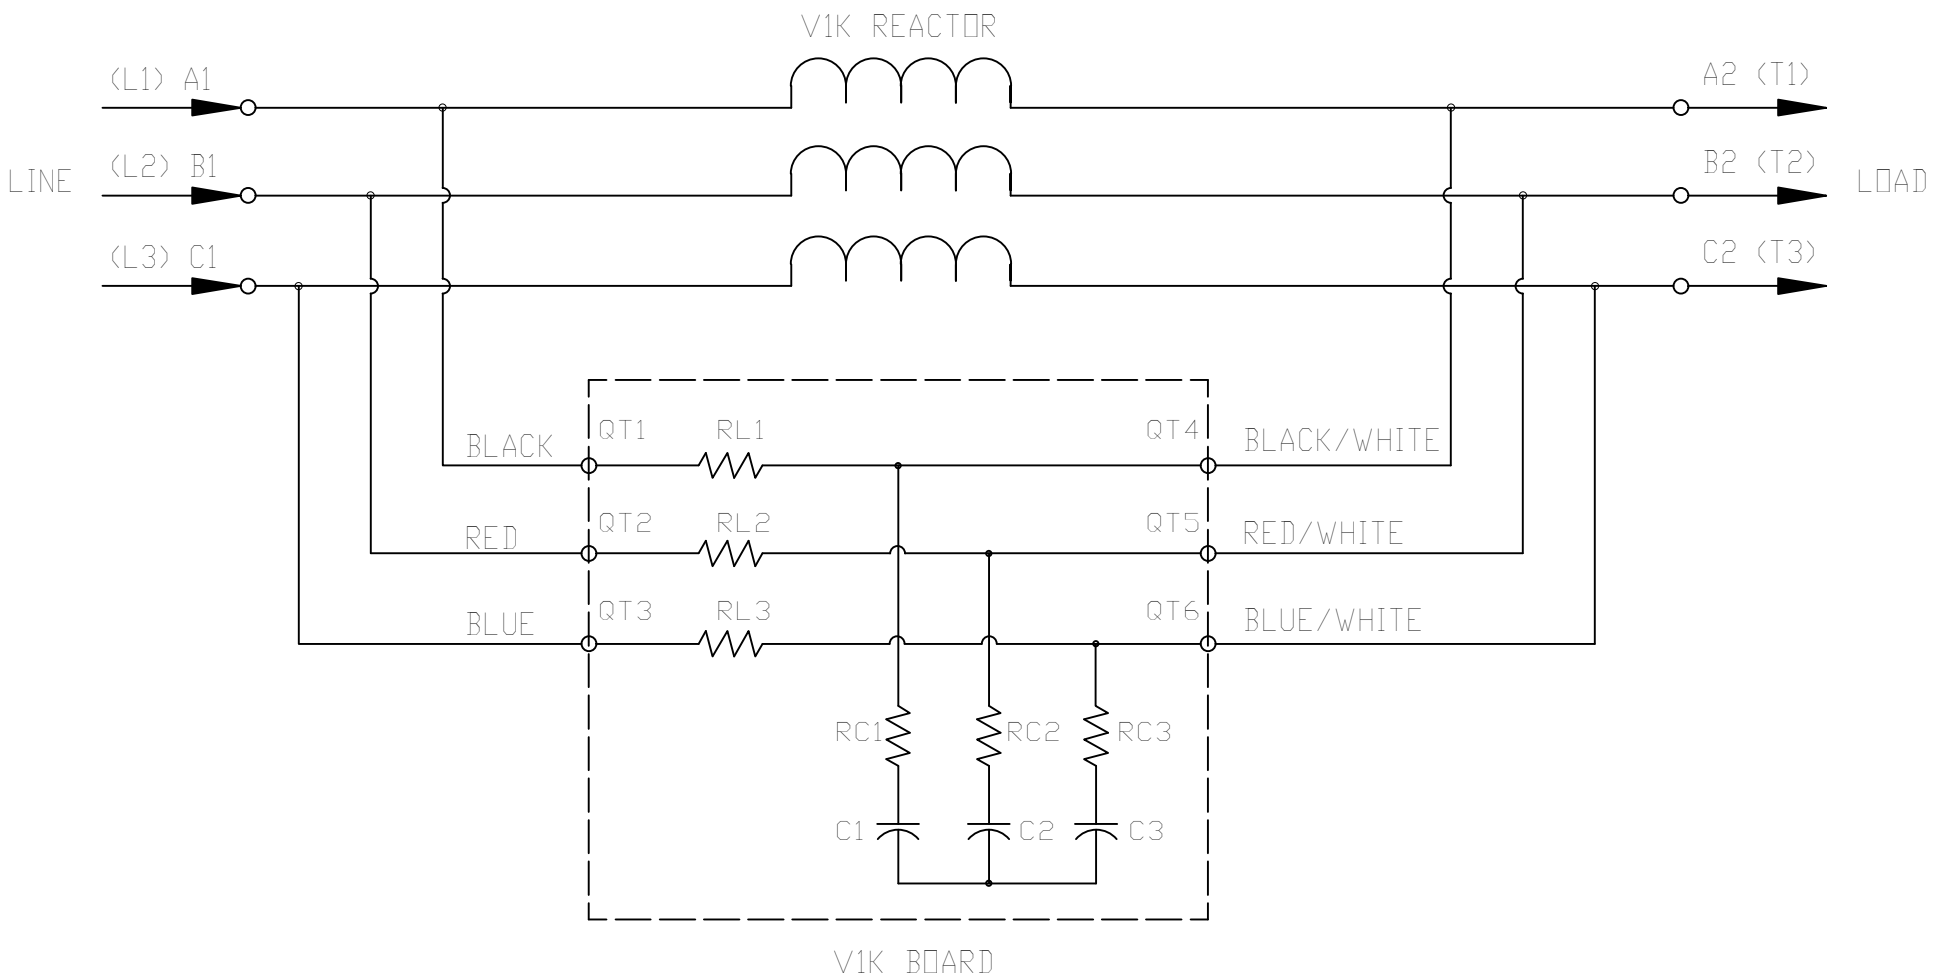 V1K REACTOR
(L1) A1
A2 (T1)
(L2) B1
B2 (T2)
LINE
LOAD
(L3) C1
C2 (T3)
BLACK
QT1
RL1
QT4
BLACK/WHITE
RED
QT2
RL2
QT5
RED/WHITE
BLUE
QT3
RL3
QT6
BLUE/WHITE
RC1
RC2
RC3
C1
C2
C3
V1K BOARD